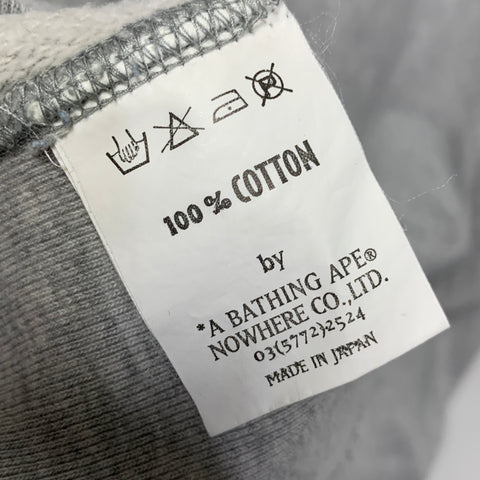 100% COTTON
by
*A BATHING APE®
NOWHERE CO.,LTD.
03(5772)2524
MADE IN JAPAN